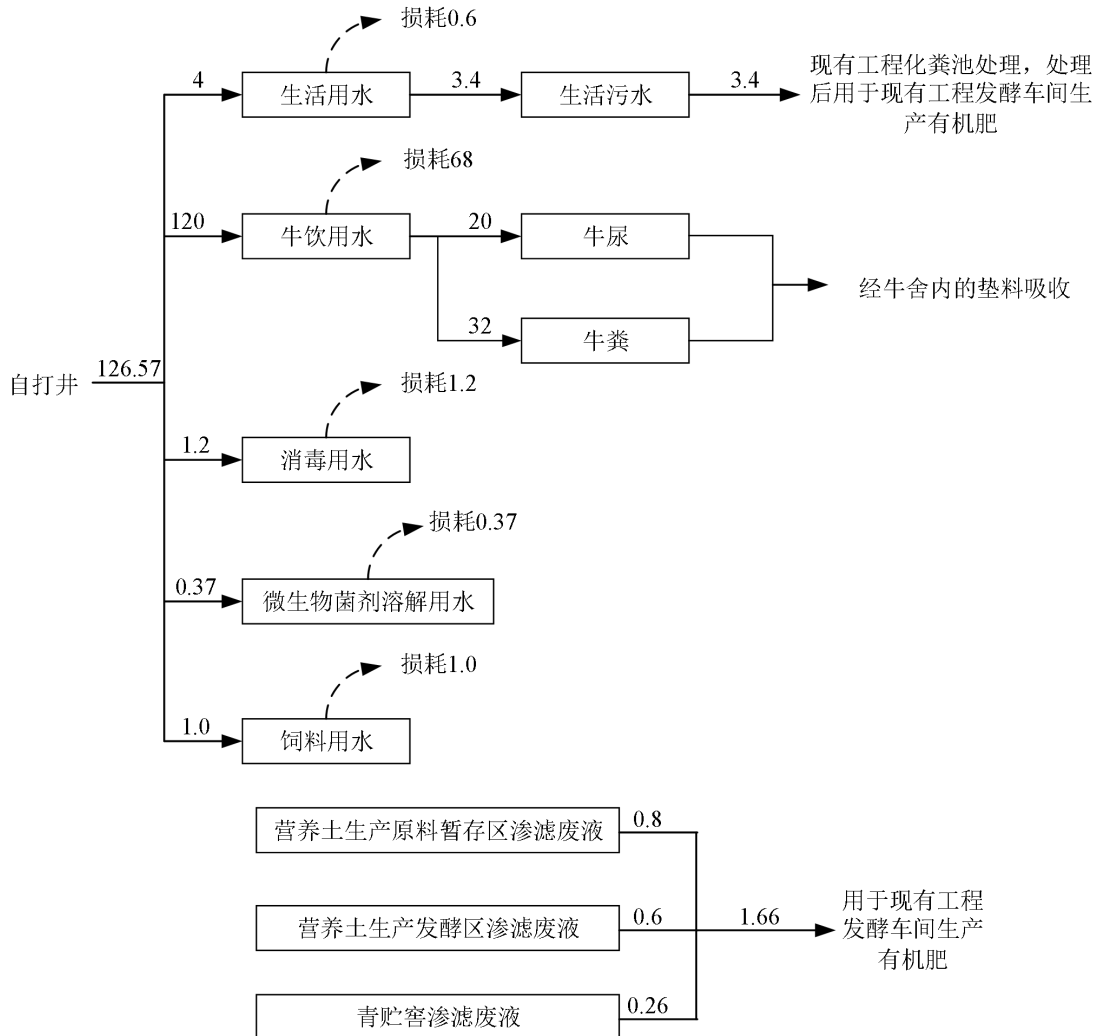 损耗0.6
4
生活用水
3.4
生活污水
3.4
现有工程化粪池处理，处理
后用于现有工程发酵车间生
产有机肥
损耗68
120
牛饮用水
20
牛尿
32
牛粪
经牛舍内的垫料吸收
自打井
126.57
损耗1.2
1.2
消毒用水
损耗0.37
0.37
微生物菌剂溶解用水
损耗1.0
1.0
饲料用水
营养土生产原料暂存区渗滤废液
0.8
营养土生产发酵区渗滤废液
0.6
1.66
用于现有工程
发酵车间生产
有机肥
青贮窖渗滤废液
0.26